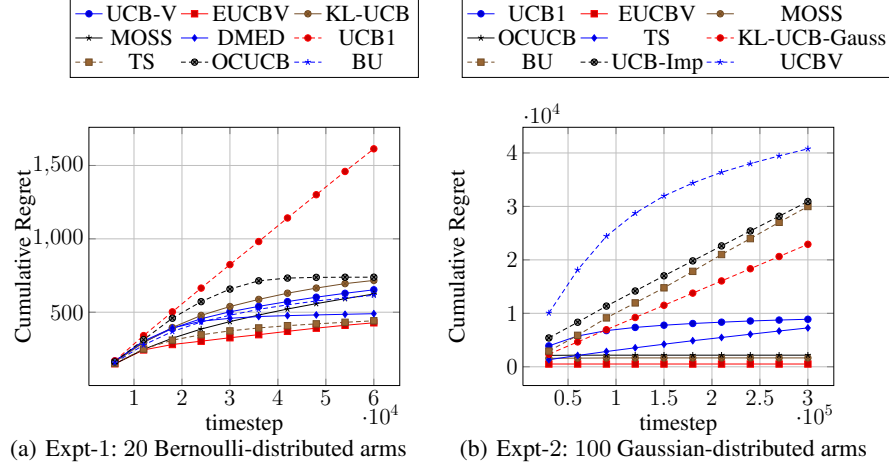 UCB-V EUCBV KL-UCB
MOSS DMED UCB1
TS OCUCB BU
UCB1 EUCBV MOSS
OCUCB TS KL-UCB-Gauss
BU UCB-Imp UCBV
Cumulative Regret
1,500
1,000
500
1 2 3 4 5 6
timestep
·10^4
(a) Expt-1: 20 Bernoulli-distributed arms
·10^4
Cumulative Regret
4
3
2
1
0
0.5 1 1.5 2 2.5 3
timestep
·10^5
(b) Expt-2: 100 Gaussian-distributed arms